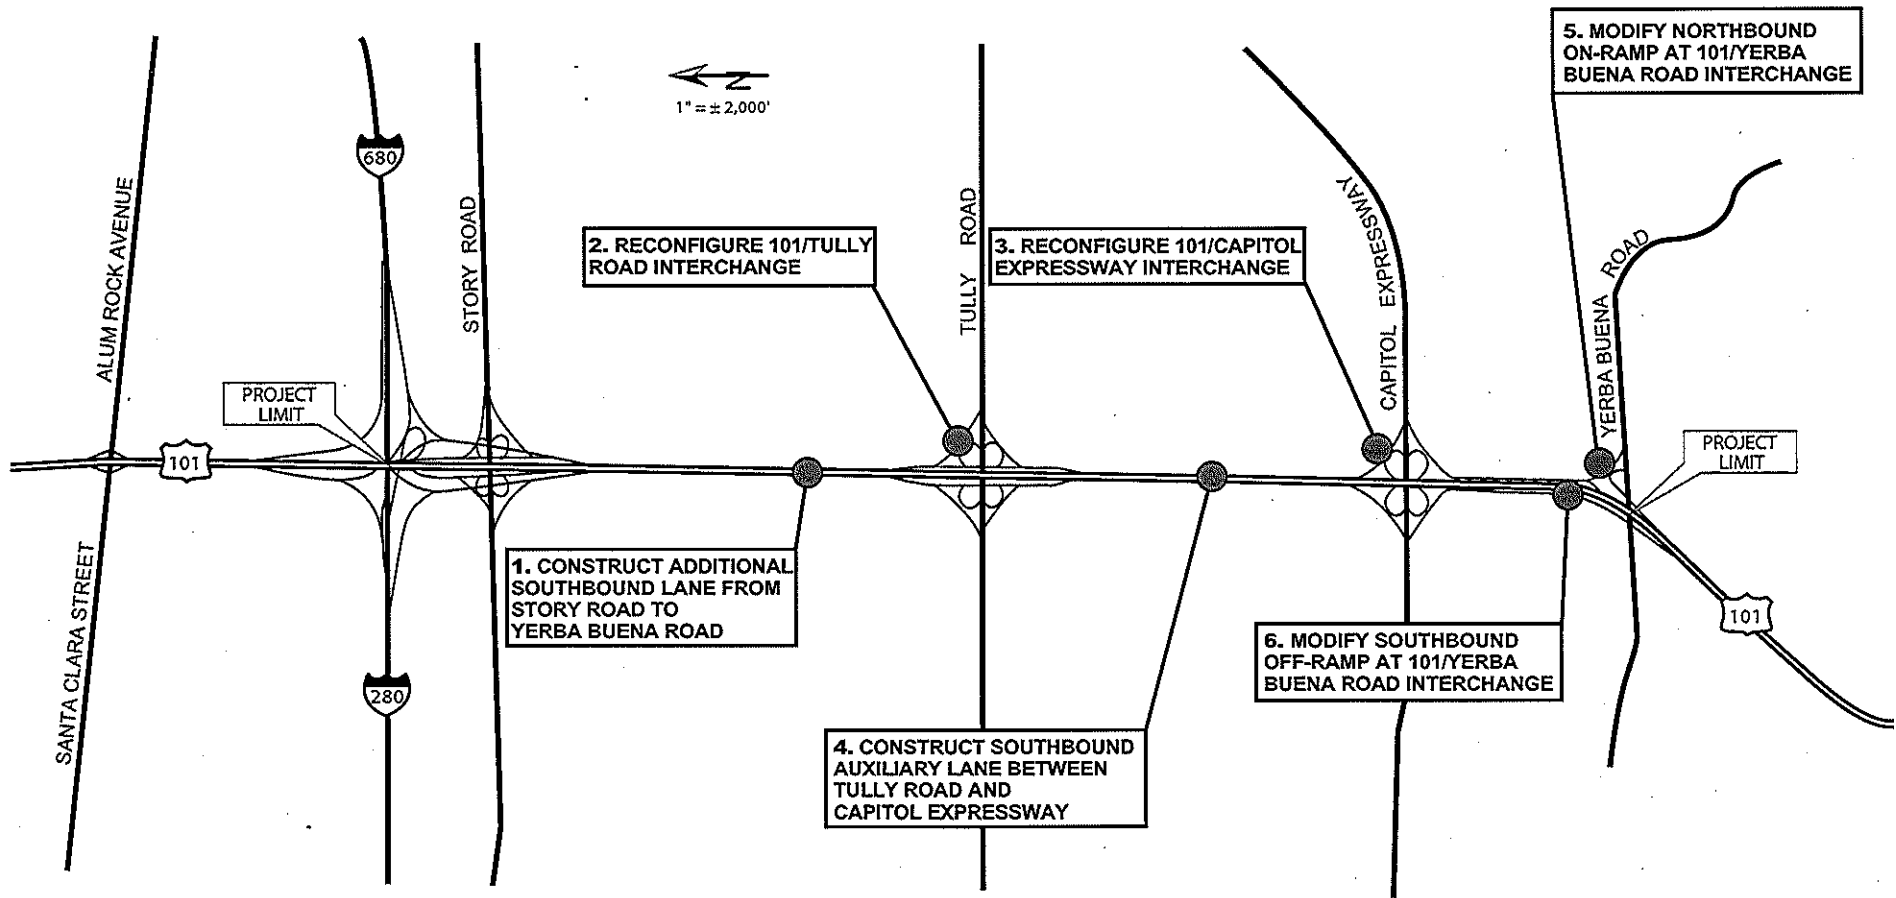 5. MODIFY NORTHBOUND
ON-RAMP AT 101/YERBA
BUENA ROAD INTERCHANGE
N
1" = ± 2,000'
680
ALUM ROCK AVENUE
STORY ROAD
2. RECONFIGURE 101/TULLY
ROAD INTERCHANGE
TULLY ROAD
3. RECONFIGURE 101/CAPITOL
EXPRESSWAY INTERCHANGE
CAPITOL EXPRESSWAY
YERBA BUENA ROAD
PROJECT
LIMIT
101
PROJECT
LIMIT
1. CONSTRUCT ADDITIONAL
SOUTHBOUND LANE FROM
STORY ROAD TO
YERBA BUENA ROAD
SANTA CLARA STREET
280
6. MODIFY SOUTHBOUND
OFF-RAMP AT 101/YERBA
BUENA ROAD INTERCHANGE
101
4. CONSTRUCT SOUTHBOUND
AUXILIARY LANE BETWEEN
TULLY ROAD AND
CAPITOL EXPRESSWAY